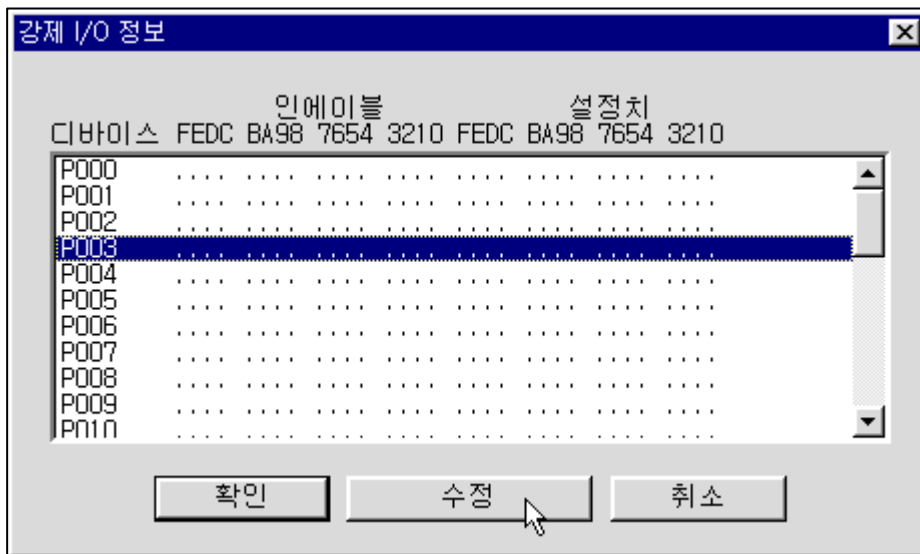 강제 I/O 정보
인에이블 설정치
디바이스 FEDC BA98 7654 3210 FEDC BA98 7654 3210
P000 .... .... .... .... .... .... .... ....
P001 .... .... .... .... .... .... .... ....
P002 .... .... .... .... .... .... .... ....
P003 .... .... .... .... .... .... .... ....
P004 .... .... .... .... .... .... .... ....
P005 .... .... .... .... .... .... .... ....
P006 .... .... .... .... .... .... .... ....
P007 .... .... .... .... .... .... .... ....
P008 .... .... .... .... .... .... .... ....
P009 .... .... .... .... .... .... .... ....
P010 .... .... .... .... .... .... .... ....
확인 수정 취소